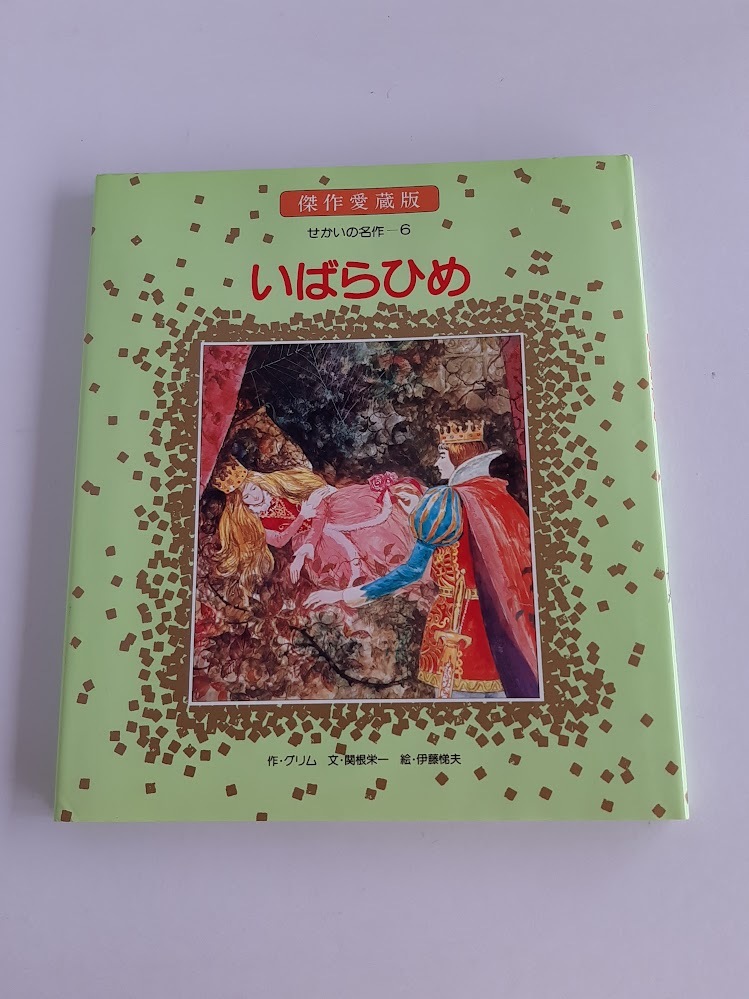 傑作愛蔵版
せかいの名作—6
いばらひめ
作・グリム 文・関根栄一 絵・伊藤悌夫